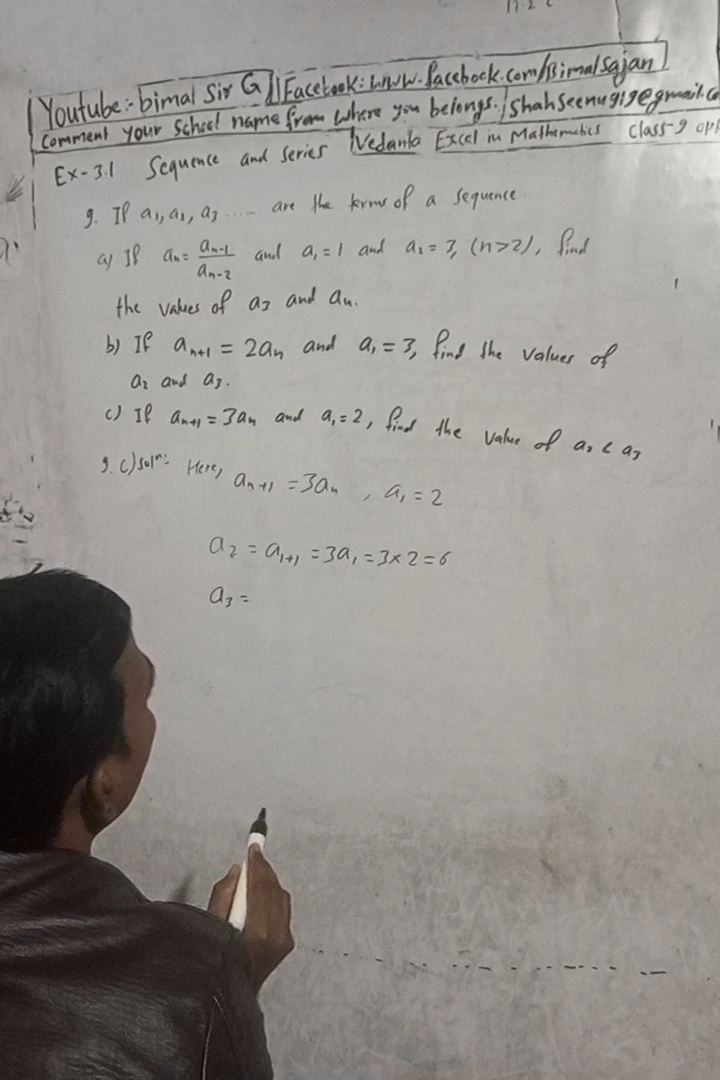 Youtube:- bimal Sir G || Facebook: www.facebook.com/BimalSajan
Comment your School name from where you belongs. / Shahseenu919@gmail.co
Ex-3.1 Sequence and series Vedanta Excel in Mathematics class-9 opt
9. If a₁, a₂, a₃ ...... are the terms of a sequence.
a) If aₙ = aₙ₋₁/aₙ₋₂ and a₁ = 1 and a₂ = 3, (n>2), find
the values of a₃ and a₄.
b) If aₙ₊₁ = 2aₙ and a₁ = 3, find the values of
a₂ and a₃.
c) If aₙ₊₁ = 3aₙ and a₁ = 2, find the value of a₂ & a₃
9. c) solⁿ:- Here, aₙ₊₁ = 3aₙ , a₁ = 2
a₂ = a₁₊₁ = 3a₁ = 3×2 = 6
a₃ =